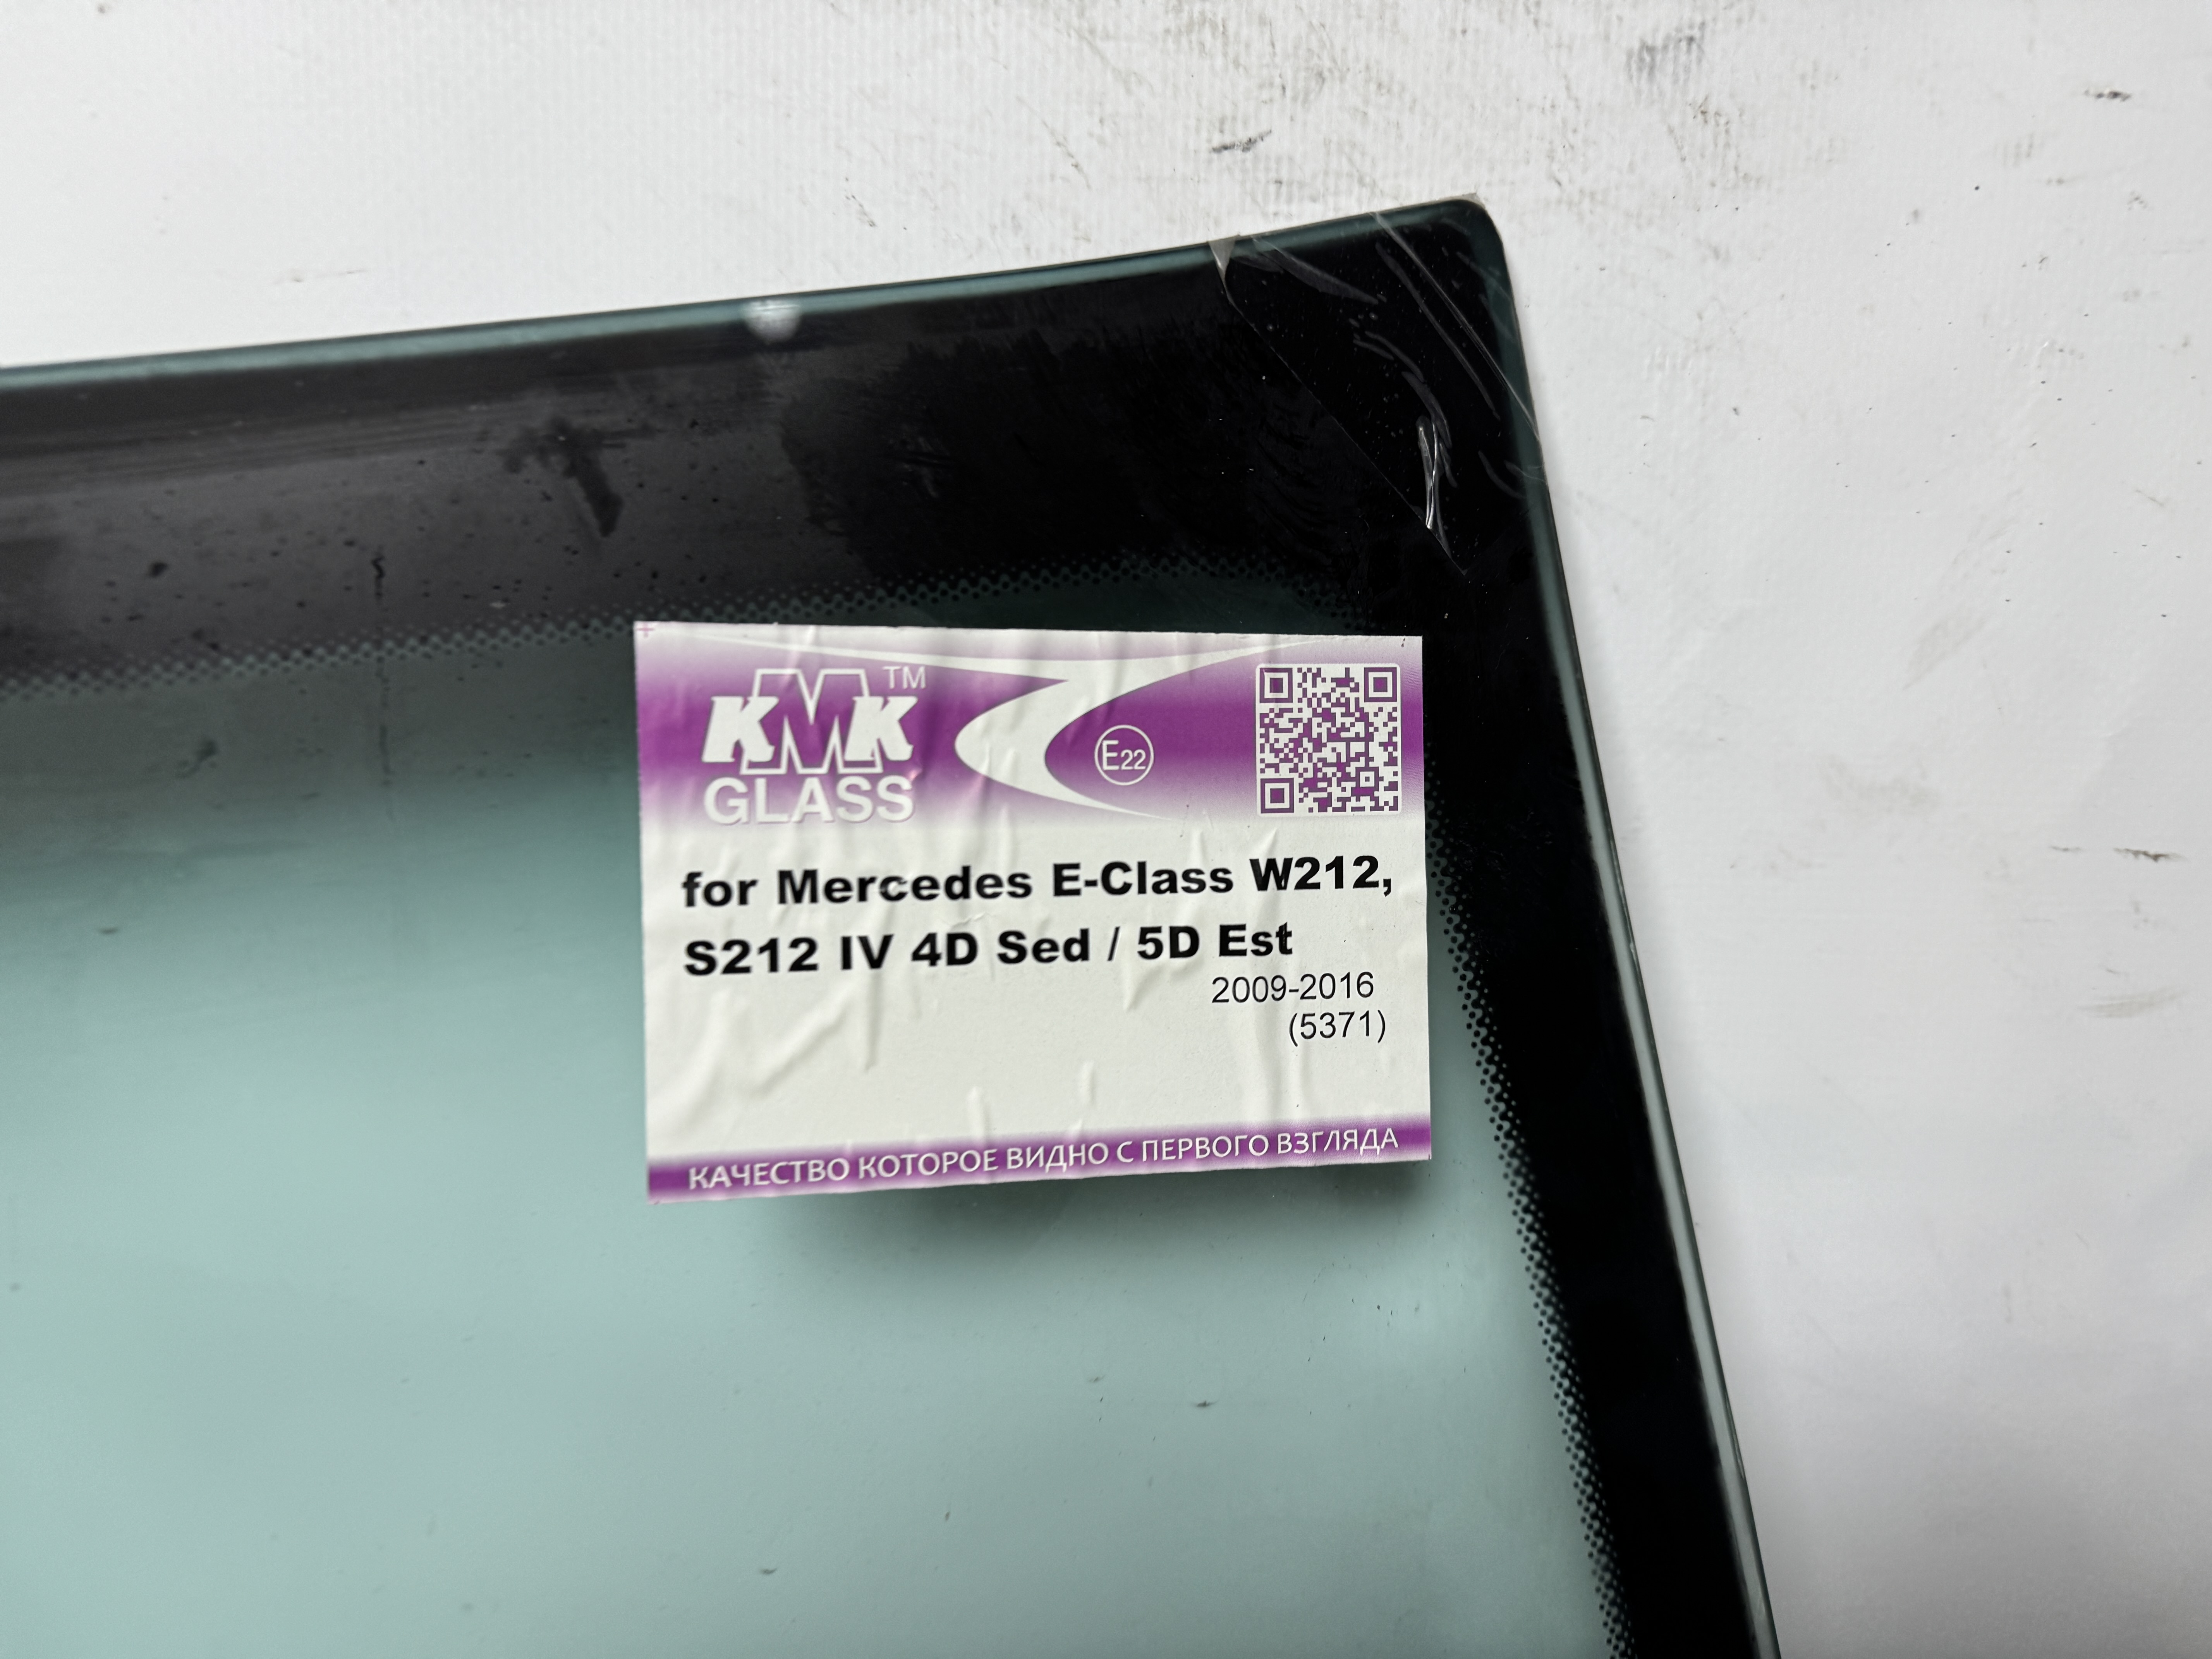 KMK TM
GLASS
E22
for Mercedes E-Class W212,
S212 IV 4D Sed / 5D Est
2009-2016
(5371)
КАЧЕСТВО КОТОРОЕ ВИДНО С ПЕРВОГО ВЗГЛЯДА